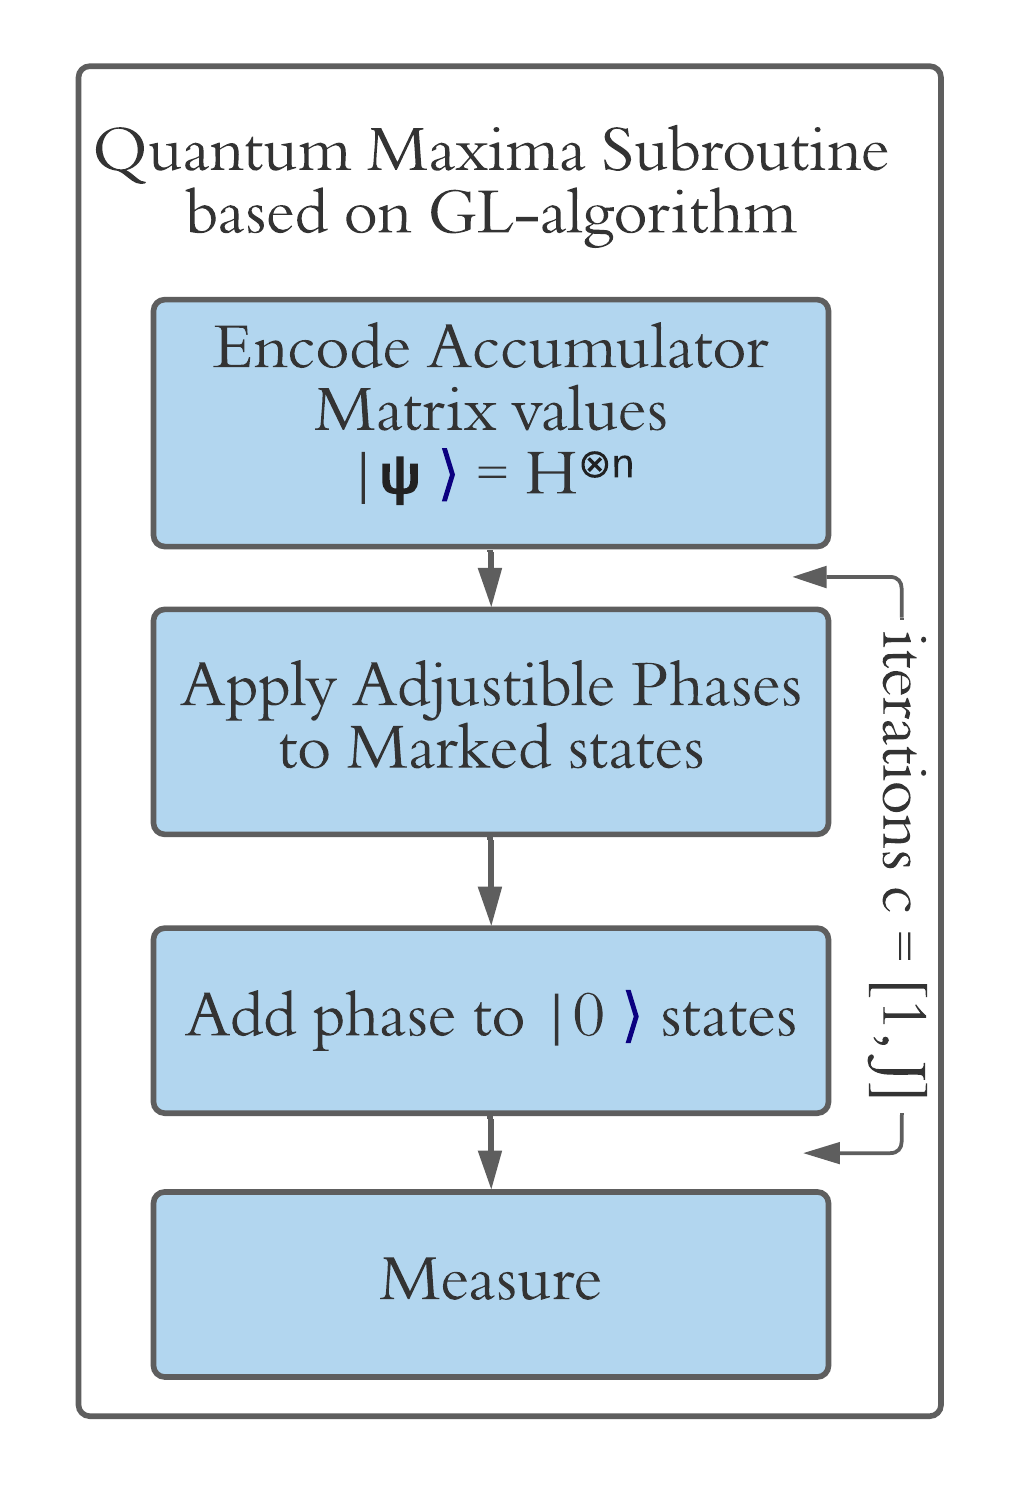 Quantum Maxima Subroutine
based on GL-algorithm
Encode Accumulator
Matrix values
|ψ ⟩ = H⊗n
Apply Adjustible Phases
to Marked states
Add phase to |0 ⟩ states
Measure
iterations c = [1,J]